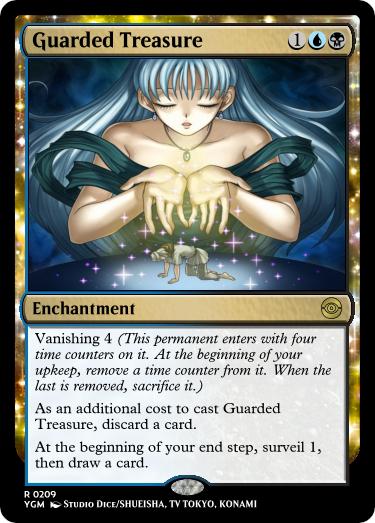 Guarded Treasure 1
Enchantment
Vanishing 4 (This permanent enters with four
time counters on it. At the beginning of your
upkeep, remove a time counter from it. When the
last is removed, sacrifice it.)
As an additional cost to cast Guarded
Treasure, discard a card.
At the beginning of your end step, surveil 1,
then draw a card.
R 0209
YGM Studio Dice/SHUEISHA, TV TOKYO, KONAMI